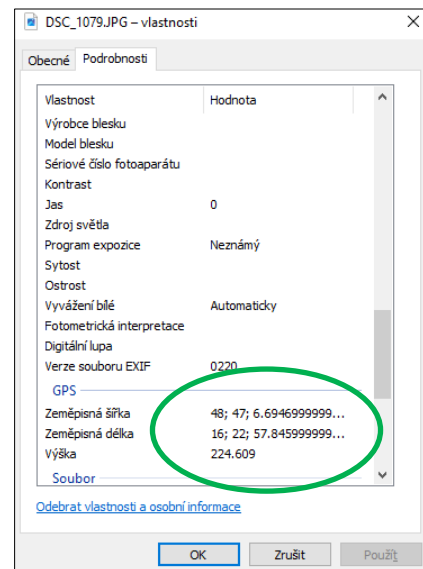 DSC_1079.JPG – vlastnosti
Obecné Podrobnosti
Vlastnost Hodnota
Výrobce blesku
Model blesku
Sériové číslo fotoaparátu
Kontrast
Jas 0
Zdroj světla
Program expozice Neznámý
Sytost
Ostrost
Vyvážení bílé Automaticky
Fotometrická interpretace
Digitální lupa
Verze souboru EXIF 0220
GPS
Zeměpisná šířka 48; 47; 6.6946999999...
Zeměpisná délka 16; 22; 57.845999999...
Výška 224.609
Soubor
Odebrat vlastnosti a osobní informace
OK Zrušit Použít